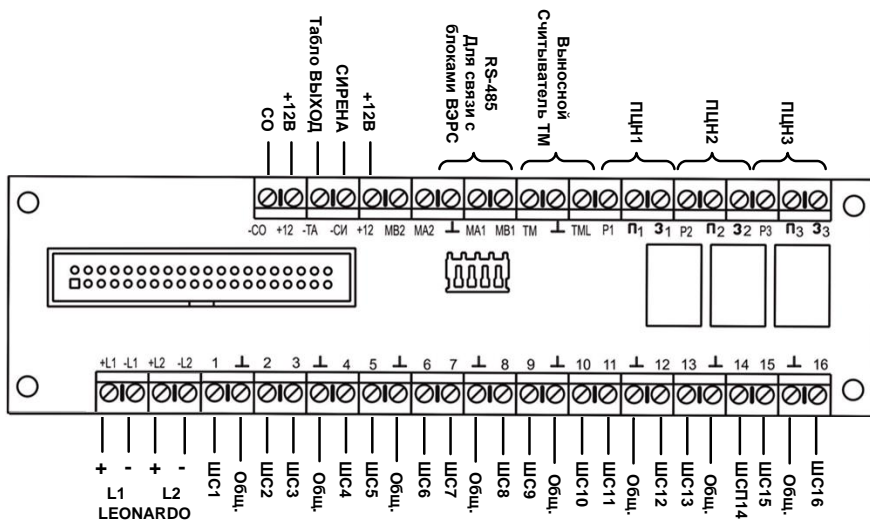 СО
+12В
Табло ВЫХОД
СИРЕНА
+12В
RS-485
Для связи с
блоками ВЭРС
Выносной
Считыватель ТМ
ПЦН1
ПЦН2
ПЦН3
-СО +12 -ТА -СИ +12 MB2 MA2 ⊥ MA1 MB1 TM ⊥ TML P1 П1 З1 P2 П2 З2 P3 П3 З3
+L1 -L1 +L2 -L2 1 ⊥ 2 3 ⊥ 4 5 ⊥ 6 7 ⊥ 8 9 ⊥ 10 11 ⊥ 12 13 ⊥ 14 15 ⊥ 16
+ - + -
L1 L2
LEONARDO
ШС1
Общ.
ШС2
ШС3
Общ.
ШС4
ШС5
Общ.
ШС6
ШС7
Общ.
ШС8
ШС9
Общ.
ШС10
ШС11
Общ.
ШС12
ШС13
Общ.
ШСП14
ШС15
Общ.
ШС16